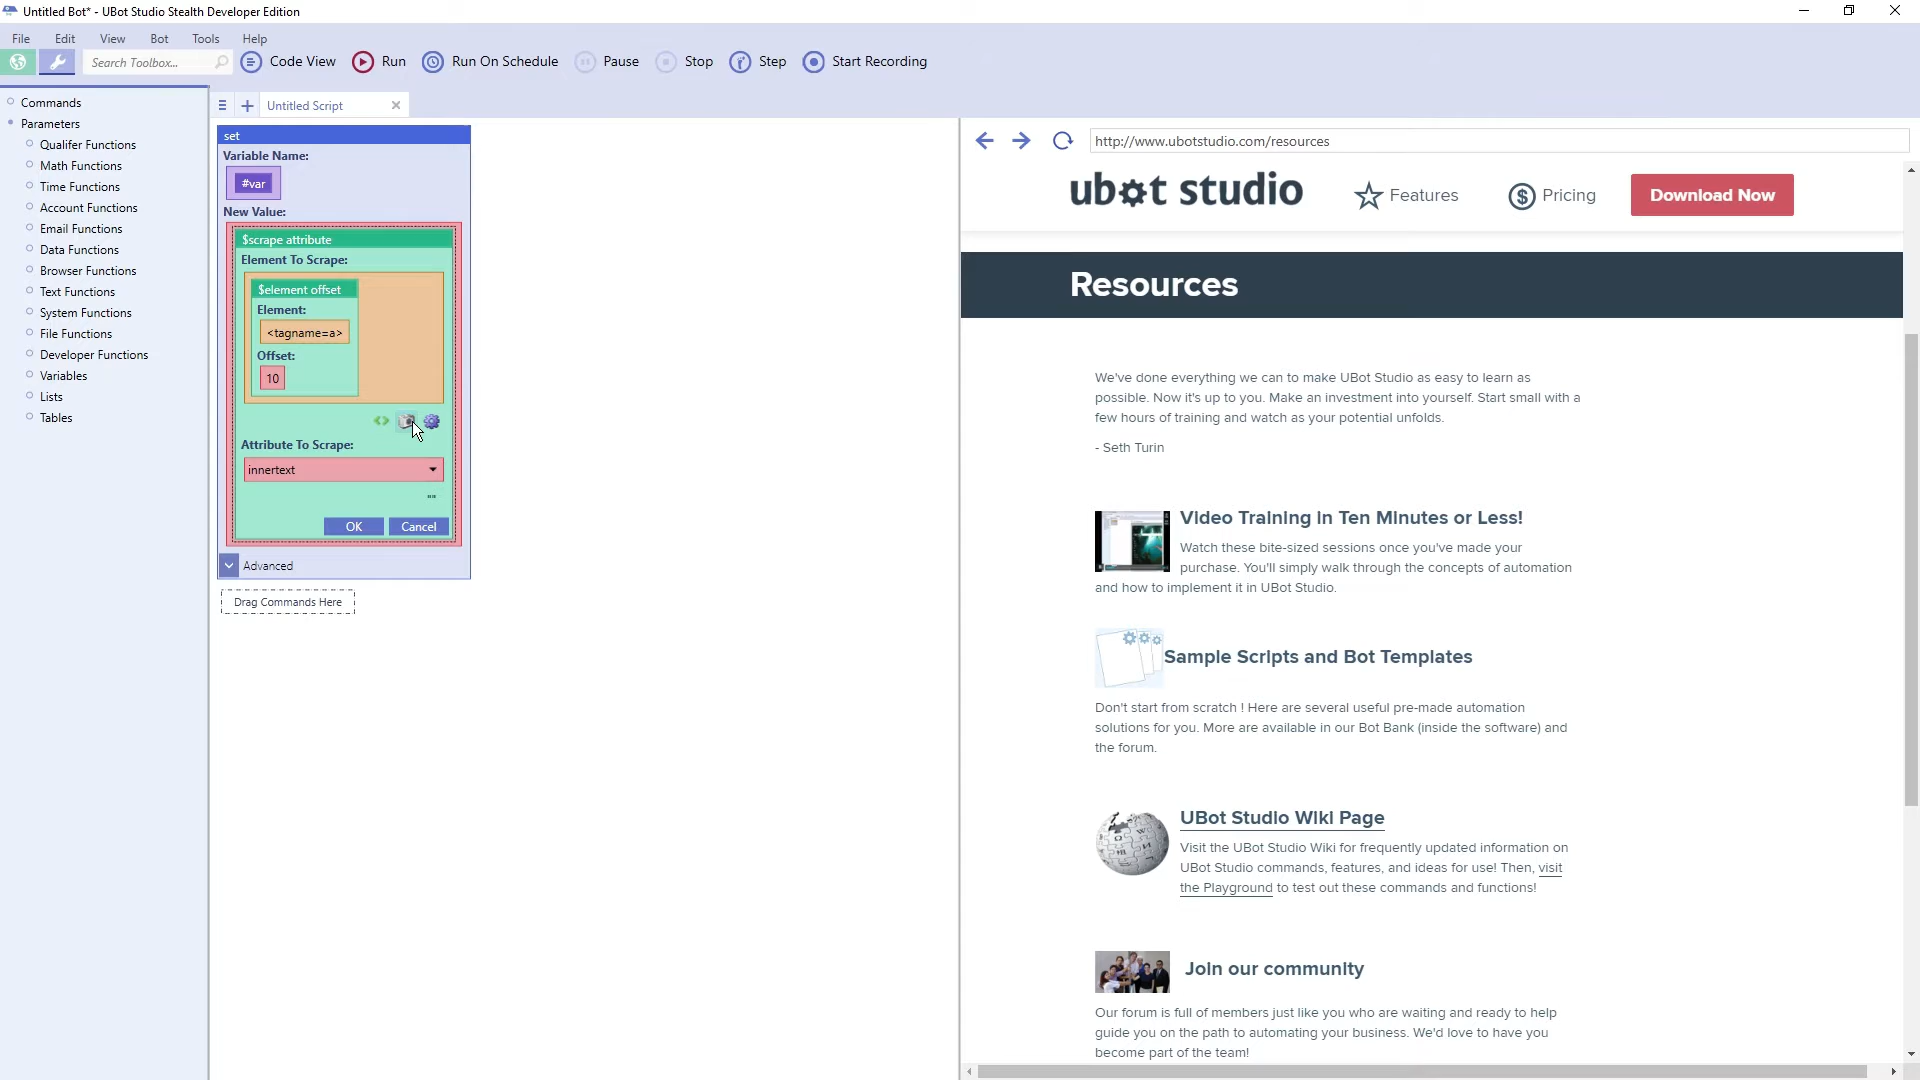 Untitled Bot* - UBot Studio Stealth Developer Edition
File Edit View Bot Tools Help
Search Toolbox... Code View Run Run On Schedule Pause Stop Step Start Recording
Commands
Parameters
Qualifer Functions
Math Functions
Time Functions
Account Functions
Email Functions
Data Functions
Browser Functions
Text Functions
System Functions
File Functions
Developer Functions
Variables
Lists
Tables
Untitled Script
set
Variable Name:
#var
New Value:
$scrape attribute
Element To Scrape:
$element offset
Element:
<tagname=a>
Offset:
10
Attribute To Scrape:
innertext
""
OK Cancel
Advanced
Drag Commands Here
http://www.ubotstudio.com/resources
ubot studio Features Pricing Download Now
Resources
We've done everything we can to make UBot Studio as easy to learn as
possible. Now it's up to you. Make an investment into yourself. Start small with a
few hours of training and watch as your potential unfolds.
- Seth Turin
Video Training in Ten Minutes or Less!
Watch these bite-sized sessions once you've made your
purchase. You'll simply walk through the concepts of automation
and how to implement it in UBot Studio.
Sample Scripts and Bot Templates
Don't start from scratch ! Here are several useful pre-made automation
solutions for you. More are available in our Bot Bank (inside the software) and
the forum.
UBot Studio Wiki Page
Visit the UBot Studio Wiki for frequently updated information on
UBot Studio commands, features, and ideas for use! Then, visit
the Playground to test out these commands and functions!
Join our community
Our forum is full of members just like you who are waiting and ready to help
guide you on the path to automating your business. We'd love to have you
become part of the team!